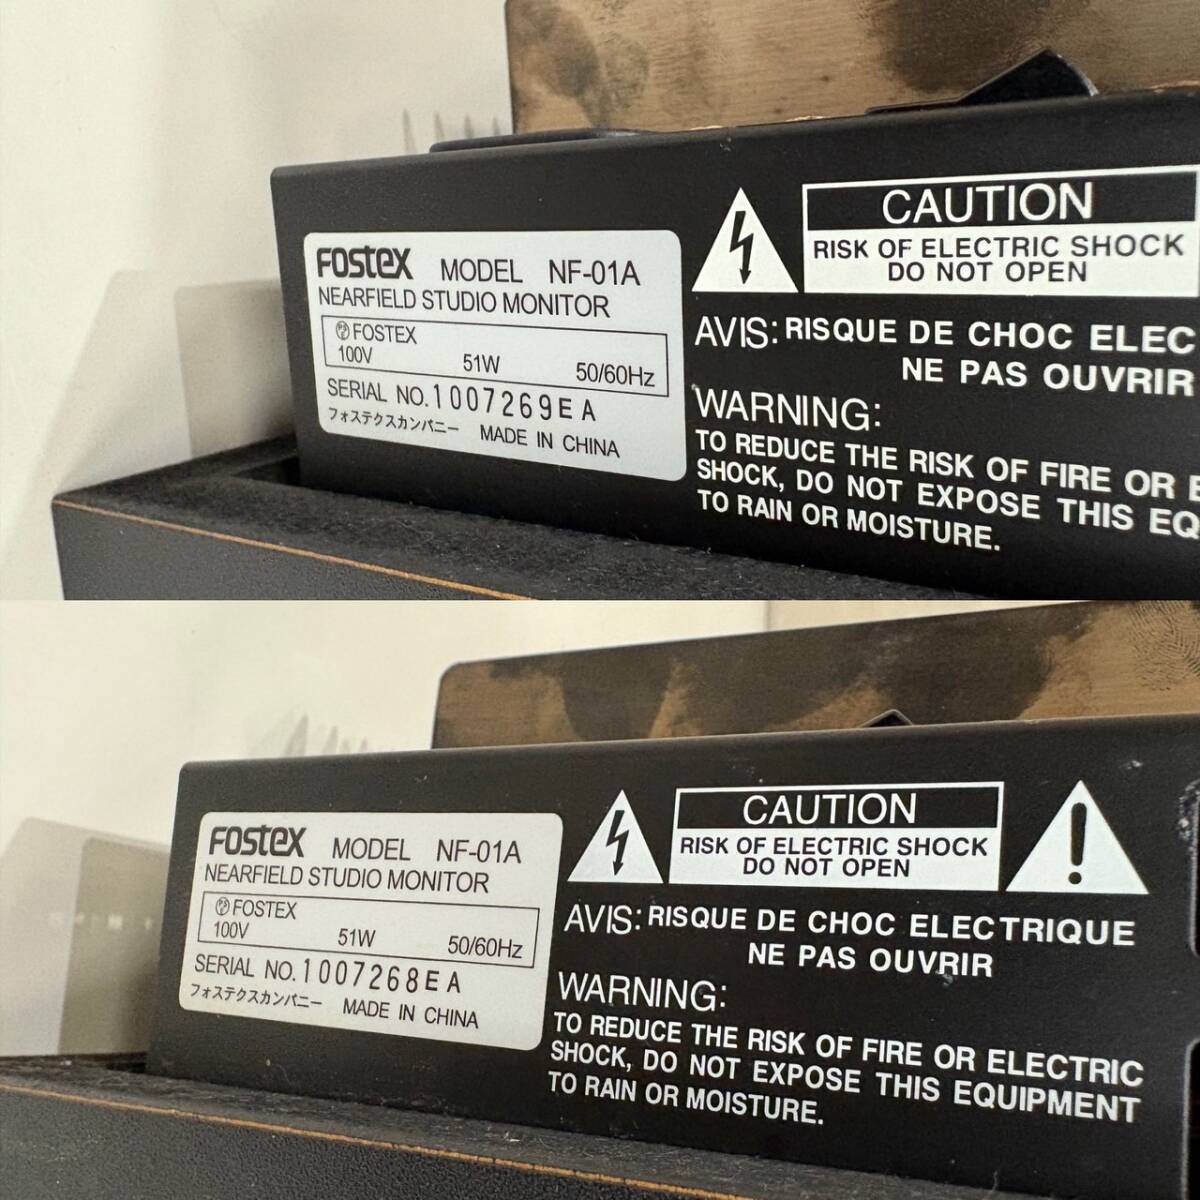 FOSTEX MODEL NF-01A
NEARFIELD STUDIO MONITOR
FOSTEX
100V 51W 50/60Hz
SERIAL NO. 1007269EA
フォステクスカンパニー MADE IN CHINA
CAUTION
RISK OF ELECTRIC SHOCK
DO NOT OPEN
AVIS: RISQUE DE CHOC ELEC
NE PAS OUVRIR
WARNING:
TO REDUCE THE RISK OF FIRE OR E
SHOCK, DO NOT EXPOSE THIS EQ
TO RAIN OR MOISTURE.
FOSTEX MODEL NF-01A
NEARFIELD STUDIO MONITOR
FOSTEX
100V 51W 50/60Hz
SERIAL NO. 1007268EA
フォステクスカンパニー MADE IN CHINA
CAUTION
RISK OF ELECTRIC SHOCK
DO NOT OPEN
AVIS: RISQUE DE CHOC ELECTRIQUE
NE PAS OUVRIR
WARNING:
TO REDUCE THE RISK OF FIRE OR ELECTRIC
SHOCK, DO NOT EXPOSE THIS EQUIPMENT
TO RAIN OR MOISTURE.